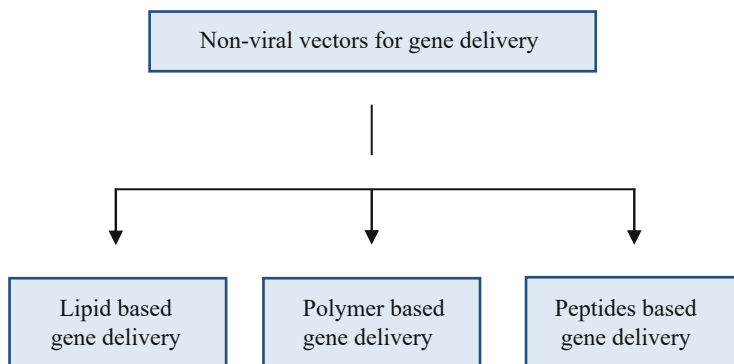 Non-viral vectors for gene delivery
Lipid based
gene delivery
Polymer based
gene delivery
Peptides based
gene delivery